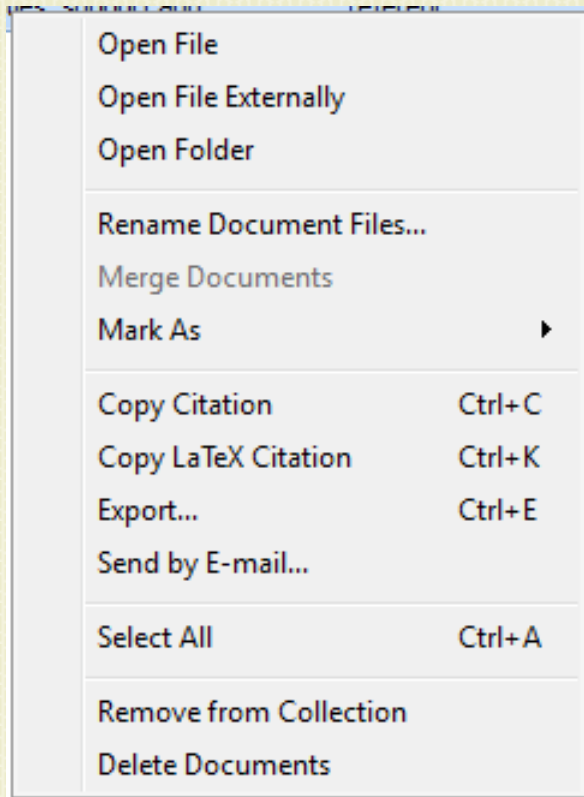 Open File
Open File Externally
Open Folder
Rename Document Files...
Merge Documents
Mark As
Copy Citation Ctrl+C
Copy LaTeX Citation Ctrl+K
Export... Ctrl+E
Send by E-mail...
Select All Ctrl+A
Remove from Collection
Delete Documents